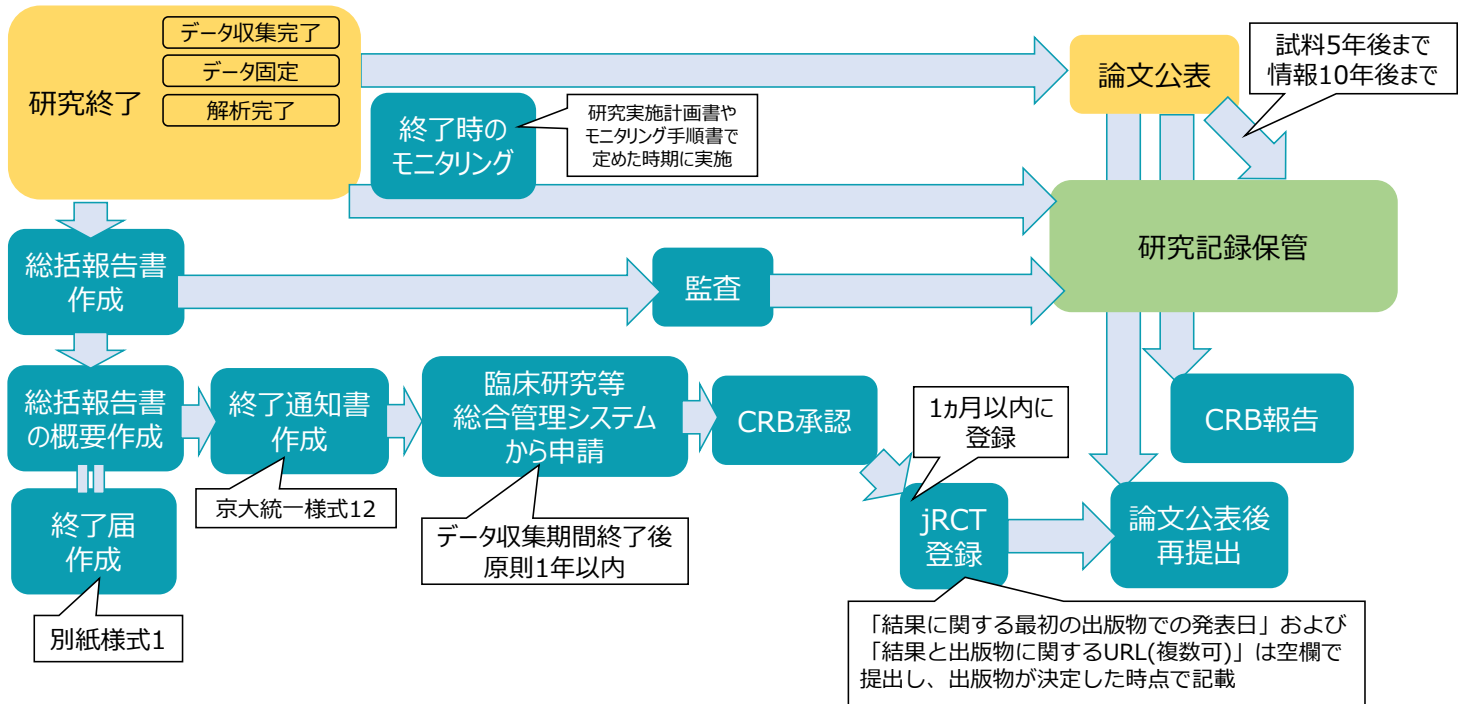 研究終了
データ収集完了
データ固定
解析完了
終了時の
モニタリング
研究実施計画書や
モニタリング手順書で
定めた時期に実施
論文公表
試料5年後まで
情報10年後まで
研究記録保管
総括報告書
作成
監査
総括報告書
の概要作成
終了通知書
作成
京大統一様式12
臨床研究等
総合管理システム
から申請
データ収集期間終了後
原則1年以内
CRB承認
1ヵ月以内に
登録
CRB報告
終了届
作成
別紙様式1
jRCT
登録
論文公表後
再提出
「結果に関する最初の出版物での発表日」および
「結果と出版物に関するURL(複数可)」は空欄で
提出し、出版物が決定した時点で記載